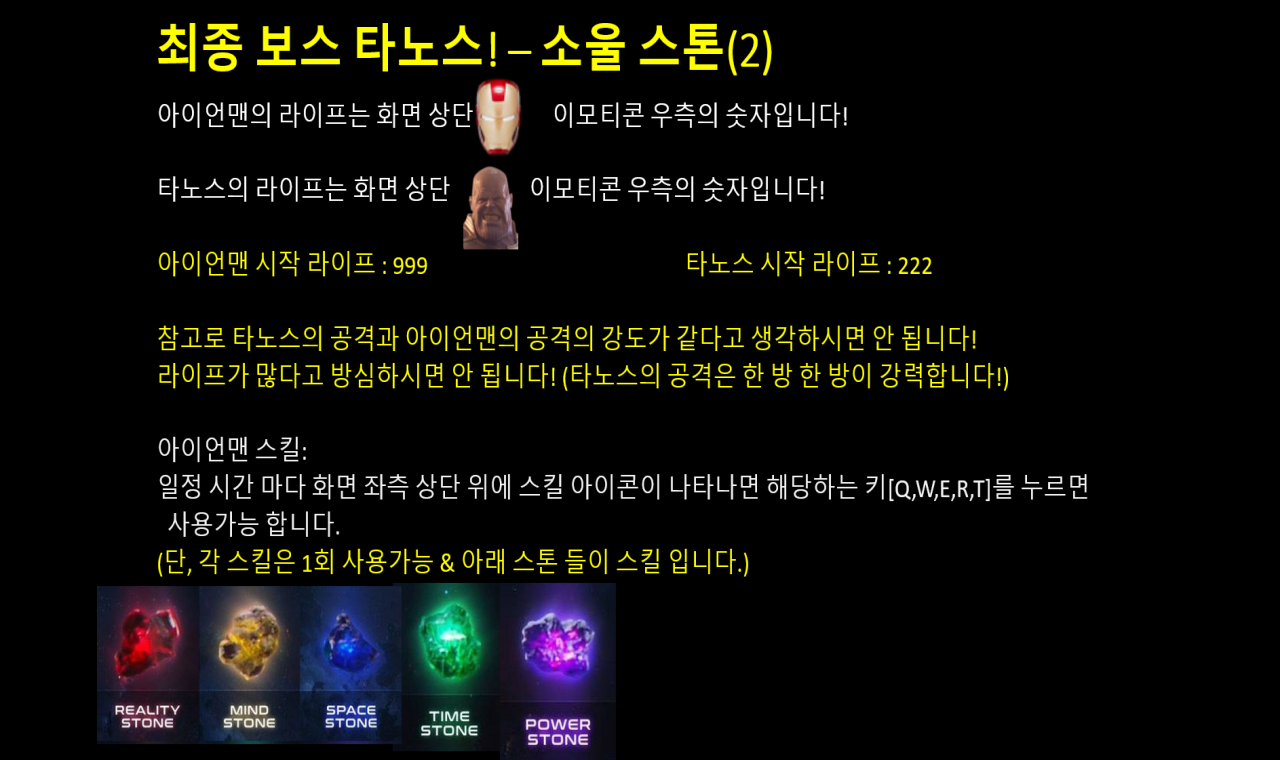 최종 보스 타노스! – 소울 스톤(2)
아이언맨의 라이프는 화면 상단 이모티콘 우측의 숫자입니다!
타노스의 라이프는 화면 상단 이모티콘 우측의 숫자입니다!
아이언맨 시작 라이프 : 999 타노스 시작 라이프 : 222
참고로 타노스의 공격과 아이언맨의 공격의 강도가 같다고 생각하시면 안 됩니다!
라이프가 많다고 방심하시면 안 됩니다! (타노스의 공격은 한 방 한 방이 강력합니다!)
아이언맨 스킬:
일정 시간 마다 화면 좌측 상단 위에 스킬 아이콘이 나타나면 해당하는 키[Q,W,E,R,T]를 누르면
사용가능 합니다.
(단, 각 스킬은 1회 사용가능 & 아래 스톤 들이 스킬 입니다.)
REALITY STONE
MIND STONE
SPACE STONE
TIME STONE
POWER STONE